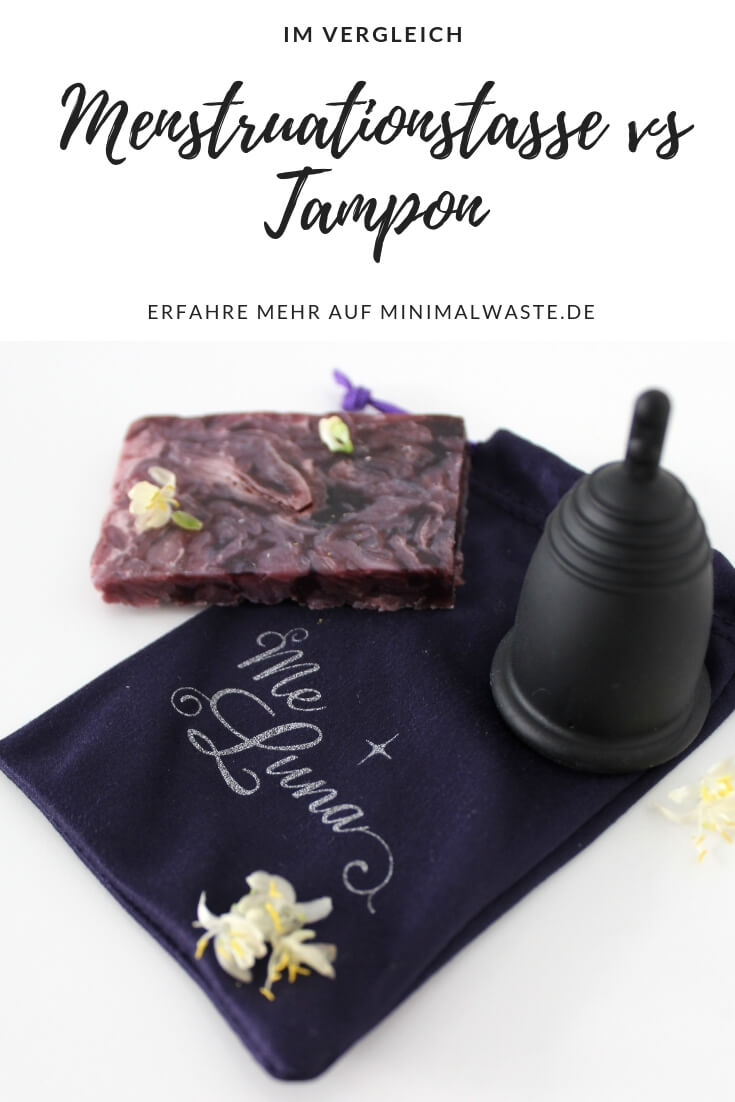 IM VERGLEICH
Menstruationstasse vs
Tampon
ERFAHRE MEHR AUF MINIMALWASTE.DE
Me
Luna